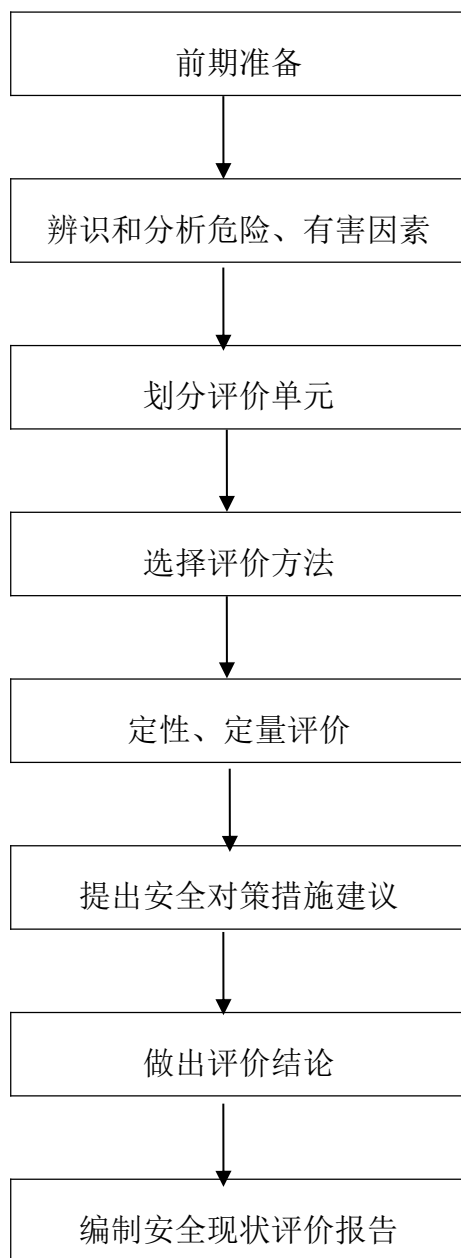 前期准备
辨识和分析危险、有害因素
划分评价单元
选择评价方法
定性、定量评价
提出安全对策措施建议
做出评价结论
编制安全现状评价报告